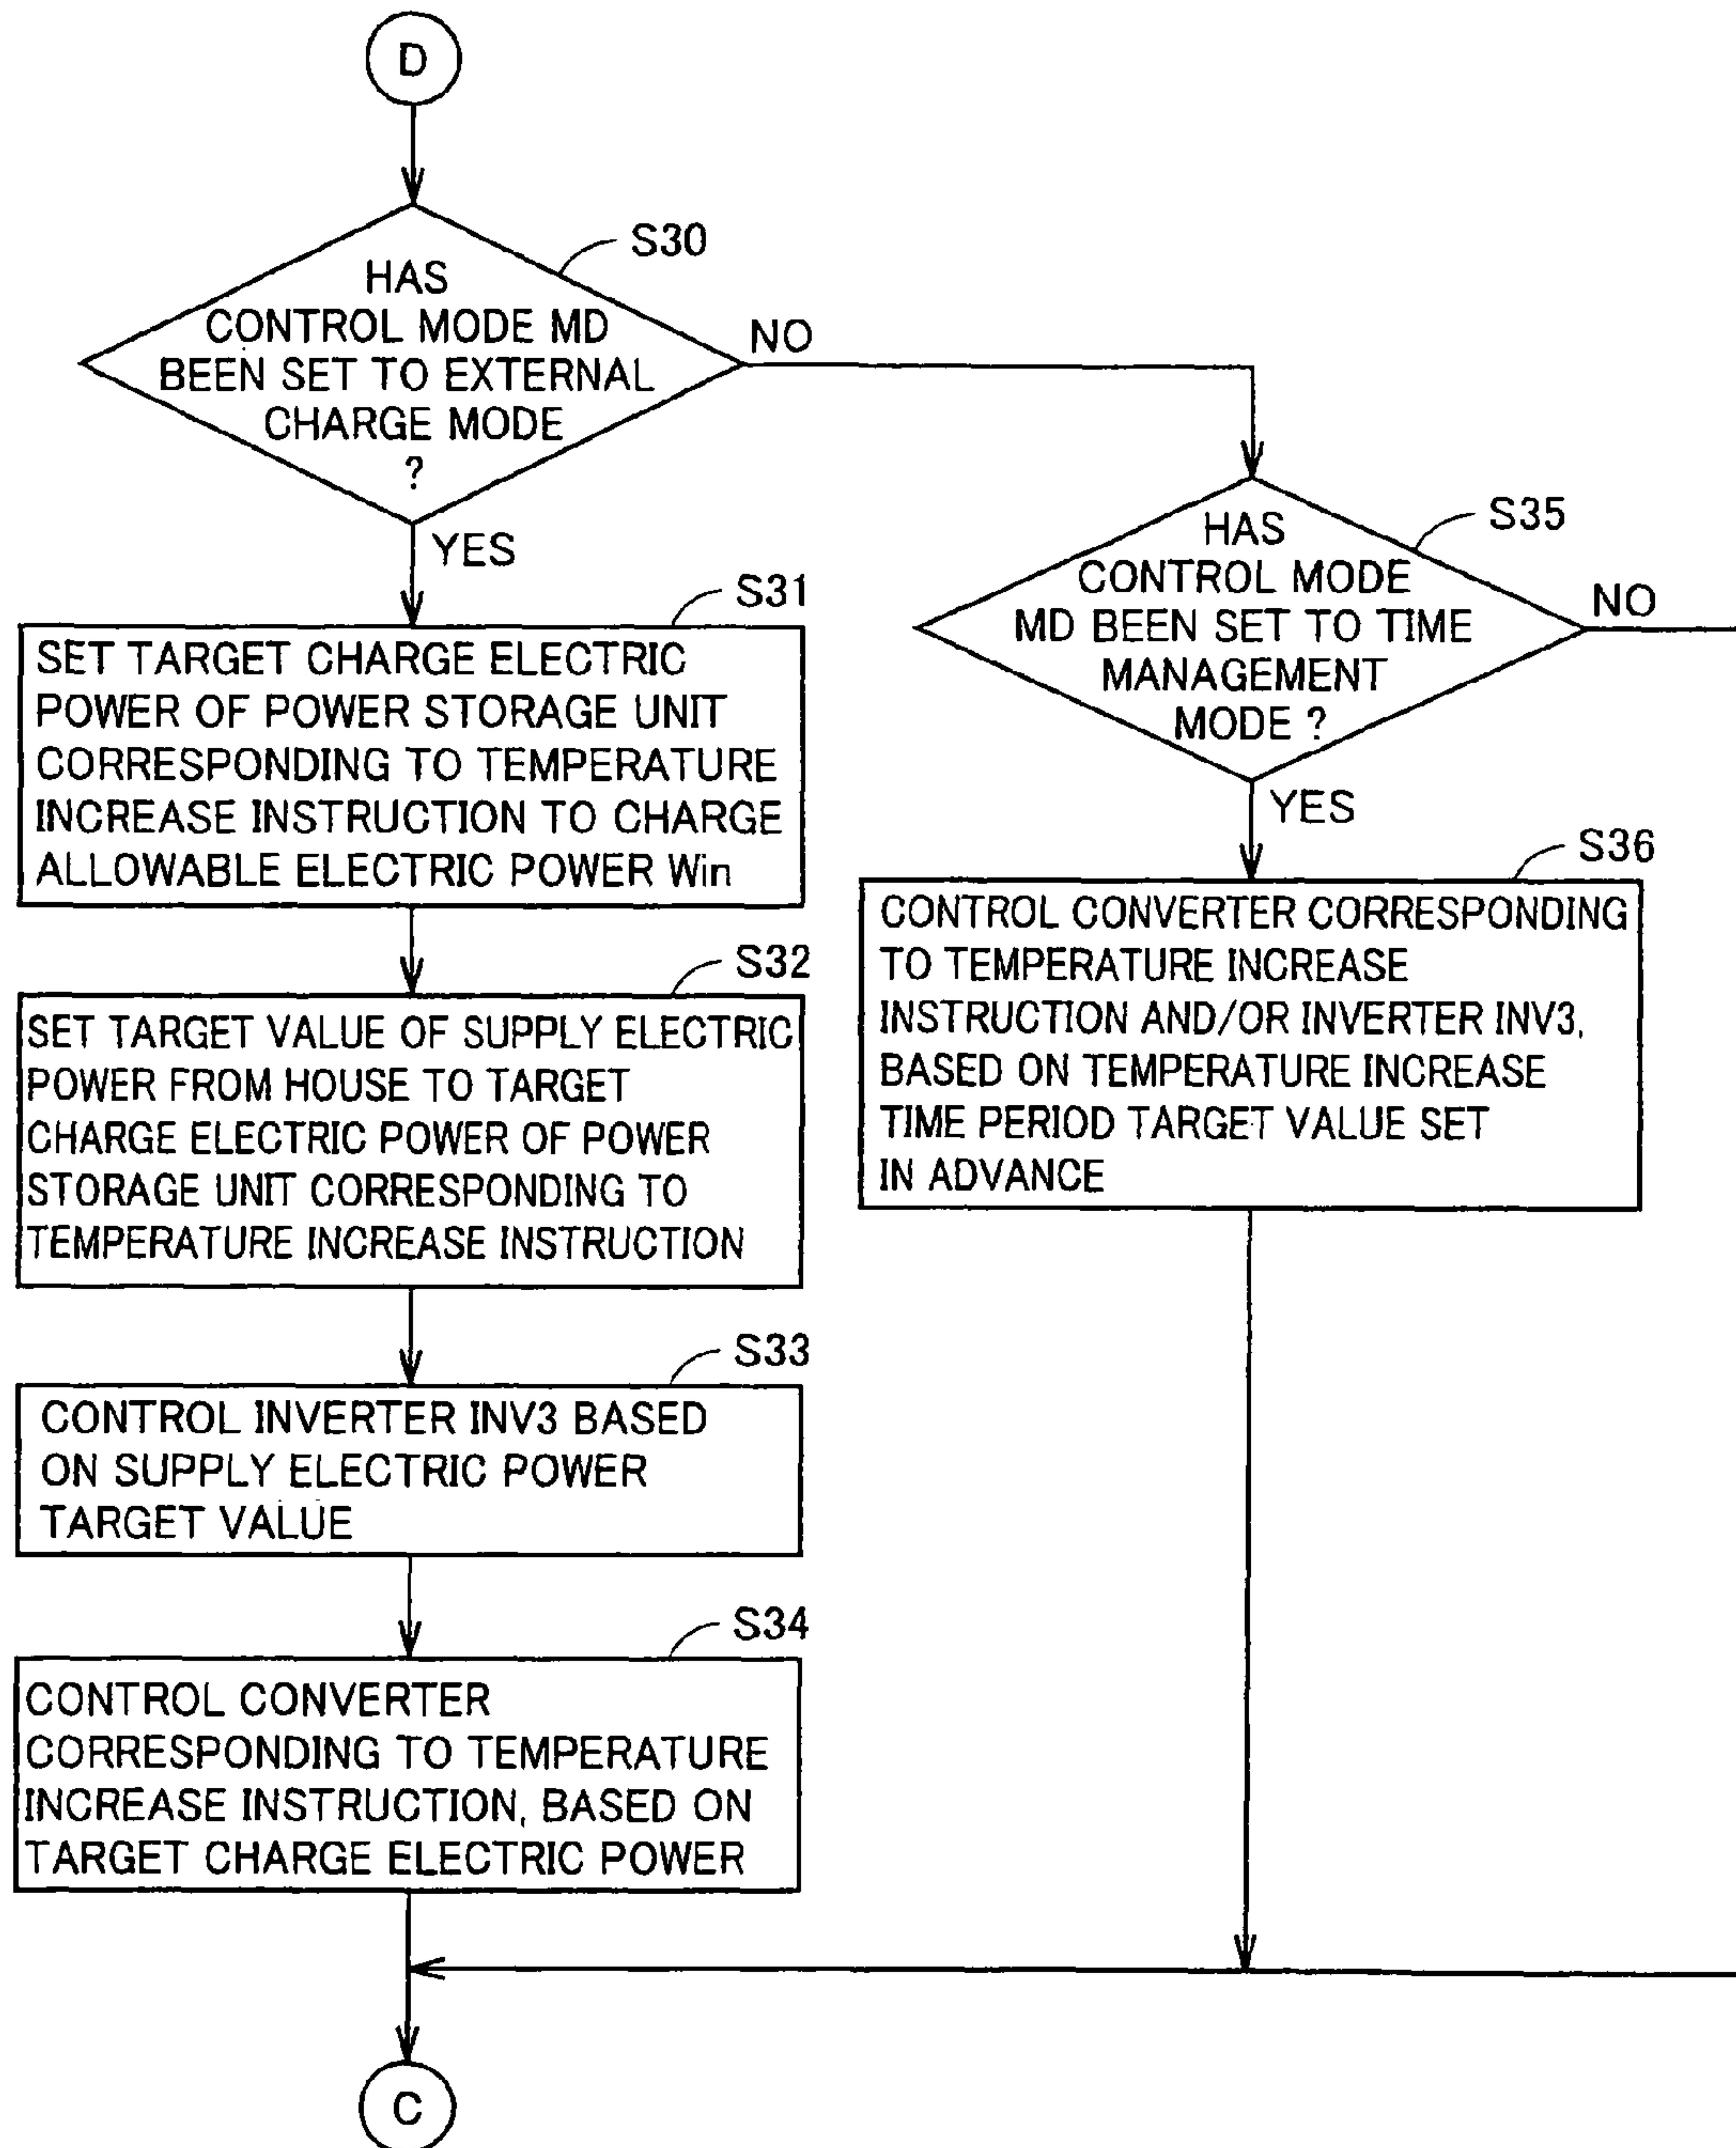 D
S30
HAS
CONTROL MODE MD
BEEN SET TO EXTERNAL
CHARGE MODE
?
NO
YES
S31
SET TARGET CHARGE ELECTRIC
POWER OF POWER STORAGE UNIT
CORRESPONDING TO TEMPERATURE
INCREASE INSTRUCTION TO CHARGE
ALLOWABLE ELECTRIC POWER Win
S32
SET TARGET VALUE OF SUPPLY ELECTRIC
POWER FROM HOUSE TO TARGET
CHARGE ELECTRIC POWER OF POWER
STORAGE UNIT CORRESPONDING TO
TEMPERATURE INCREASE INSTRUCTION
S33
CONTROL INVERTER INV3 BASED
ON SUPPLY ELECTRIC POWER
TARGET VALUE
S34
CONTROL CONVERTER
CORRESPONDING TO TEMPERATURE
INCREASE INSTRUCTION, BASED ON
TARGET CHARGE ELECTRIC POWER
S35
HAS
CONTROL MODE
MD BEEN SET TO TIME
MANAGEMENT
MODE ?
NO
YES
S36
CONTROL CONVERTER CORRESPONDING
TO TEMPERATURE INCREASE
INSTRUCTION AND/OR INVERTER INV3,
BASED ON TEMPERATURE INCREASE
TIME PERIOD TARGET VALUE SET
IN ADVANCE
C